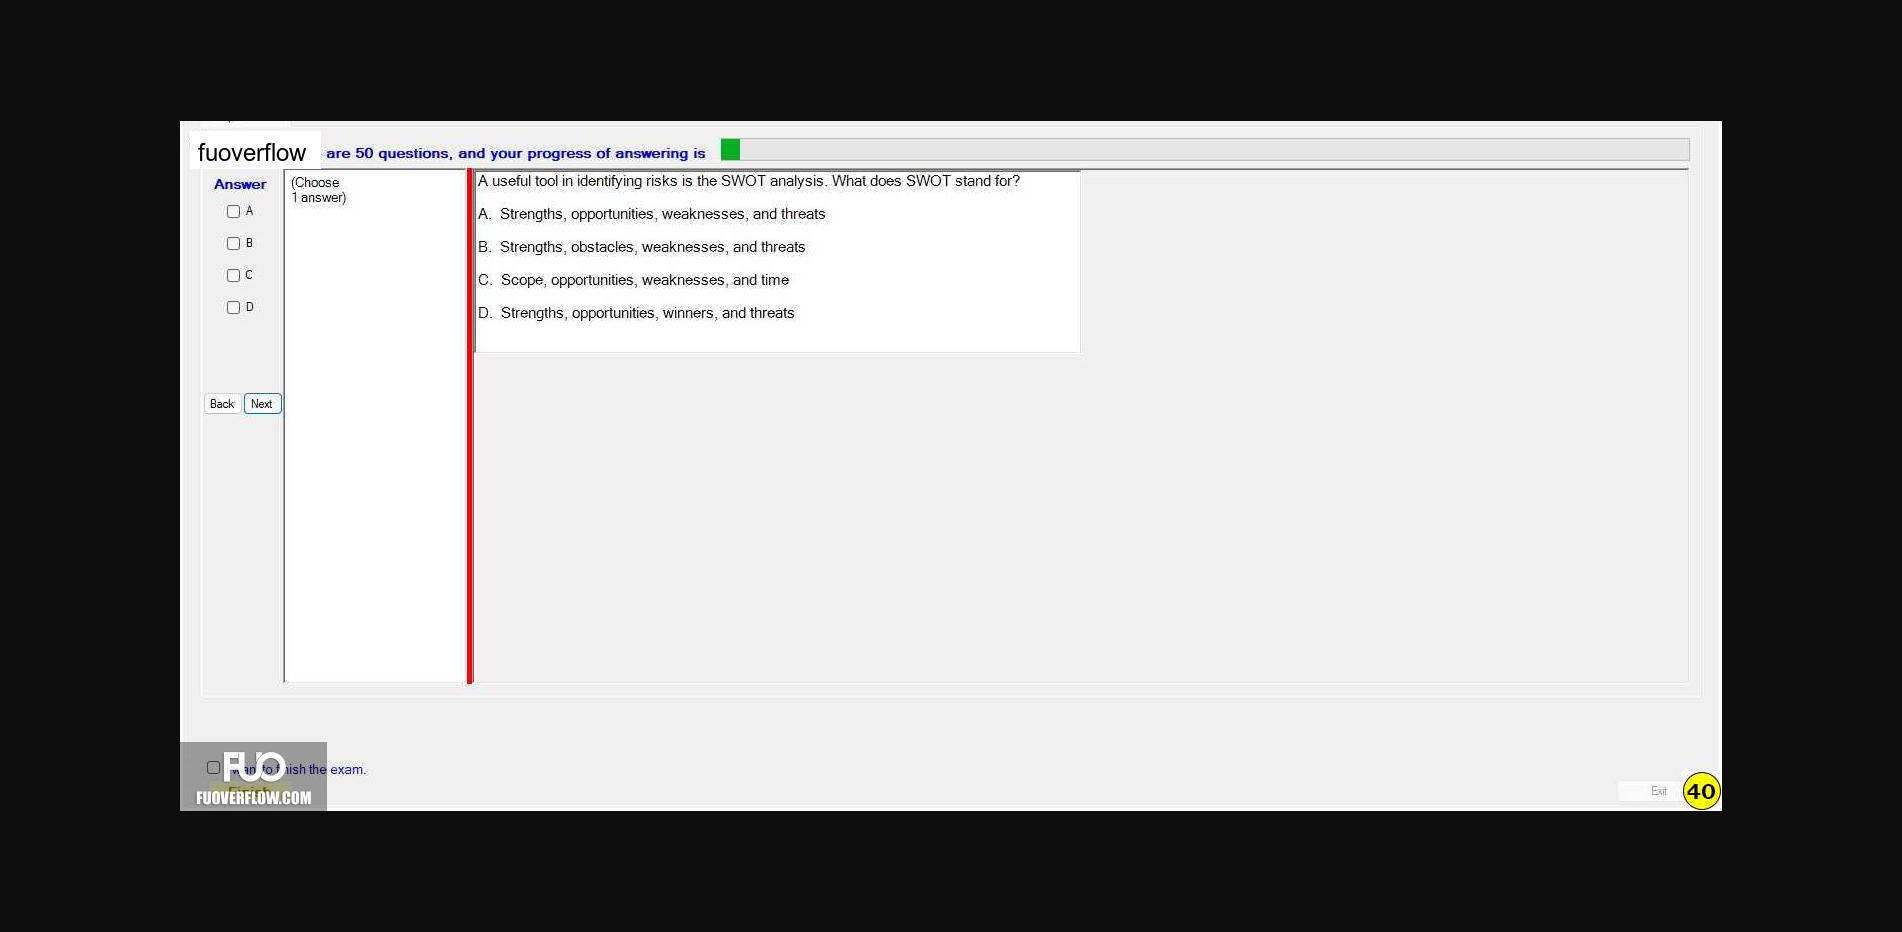 fuoverflow are 50 questions, and your progress of answering is
Answer
A
B
C
D
Back Next
(Choose
1 answer)
A useful tool in identifying risks is the SWOT analysis. What does SWOT stand for?
A. Strengths, opportunities, weaknesses, and threats
B. Strengths, obstacles, weaknesses, and threats
C. Scope, opportunities, weaknesses, and time
D. Strengths, opportunities, winners, and threats
FUO
to finish the exam.
Finish
FUOVERFLOW.COM
Exit
40